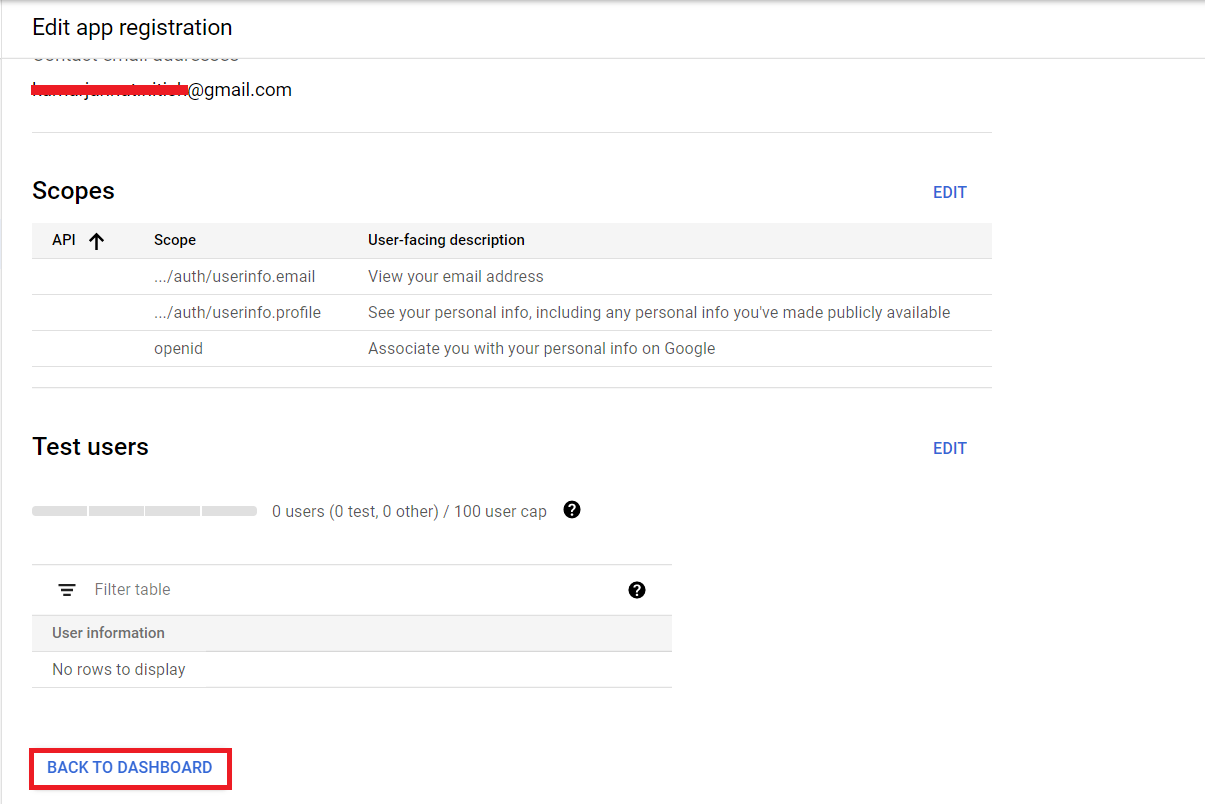 Edit app registration
Contact email addresses
@gmail.com
Scopes
EDIT
API Scope User-facing description
.../auth/userinfo.email View your email address
.../auth/userinfo.profile See your personal info, including any personal info you've made publicly available
openid Associate you with your personal info on Google
Test users
EDIT
0 users (0 test, 0 other) / 100 user cap ?
Filter table ?
User information
No rows to display
BACK TO DASHBOARD